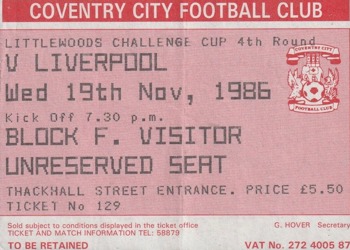 COVENTRY CITY FOOTBALL CLUB
LITTLEWOODS CHALLENGE CUP 4th Round
V LIVERPOOL
Wed 19th Nov, 1986
Kick Off 7.30 p.m.
BLOCK F. VISITOR
UNRESERVED SEAT
THACKHALL STREET ENTRANCE. PRICE £5.50
TICKET No 129
COVENTRY CITY
FOOTBALL CLUB
Sold subject to conditions displayed in the ticket office
TICKET AND MATCH INFORMATION TEL: 58879
TO BE RETAINED
G. HOVER Secretary
VAT No. 272 4005 87